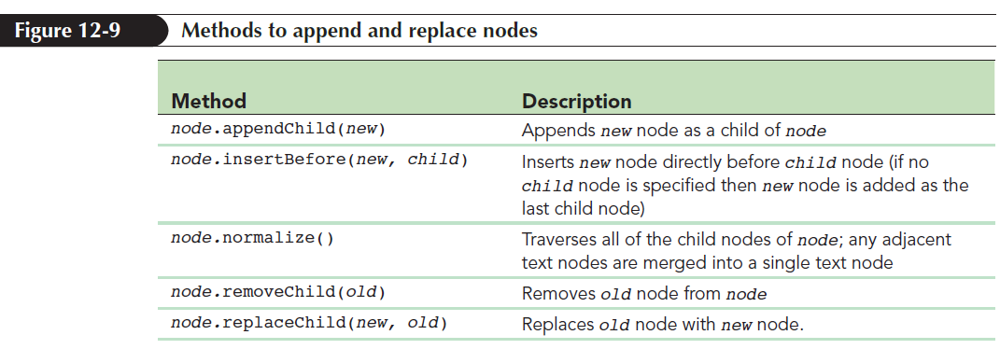 Figure 12-9 Methods to append and replace nodes
Method Description
node.appendChild(new) Appends new node as a child of node
node.insertBefore(new, child) Inserts new node directly before child node (if no
child node is specified then new node is added as the
last child node)
node.normalize() Traverses all of the child nodes of node; any adjacent
text nodes are merged into a single text node
node.removeChild(old) Removes old node from node
node.replaceChild(new, old) Replaces old node with new node.